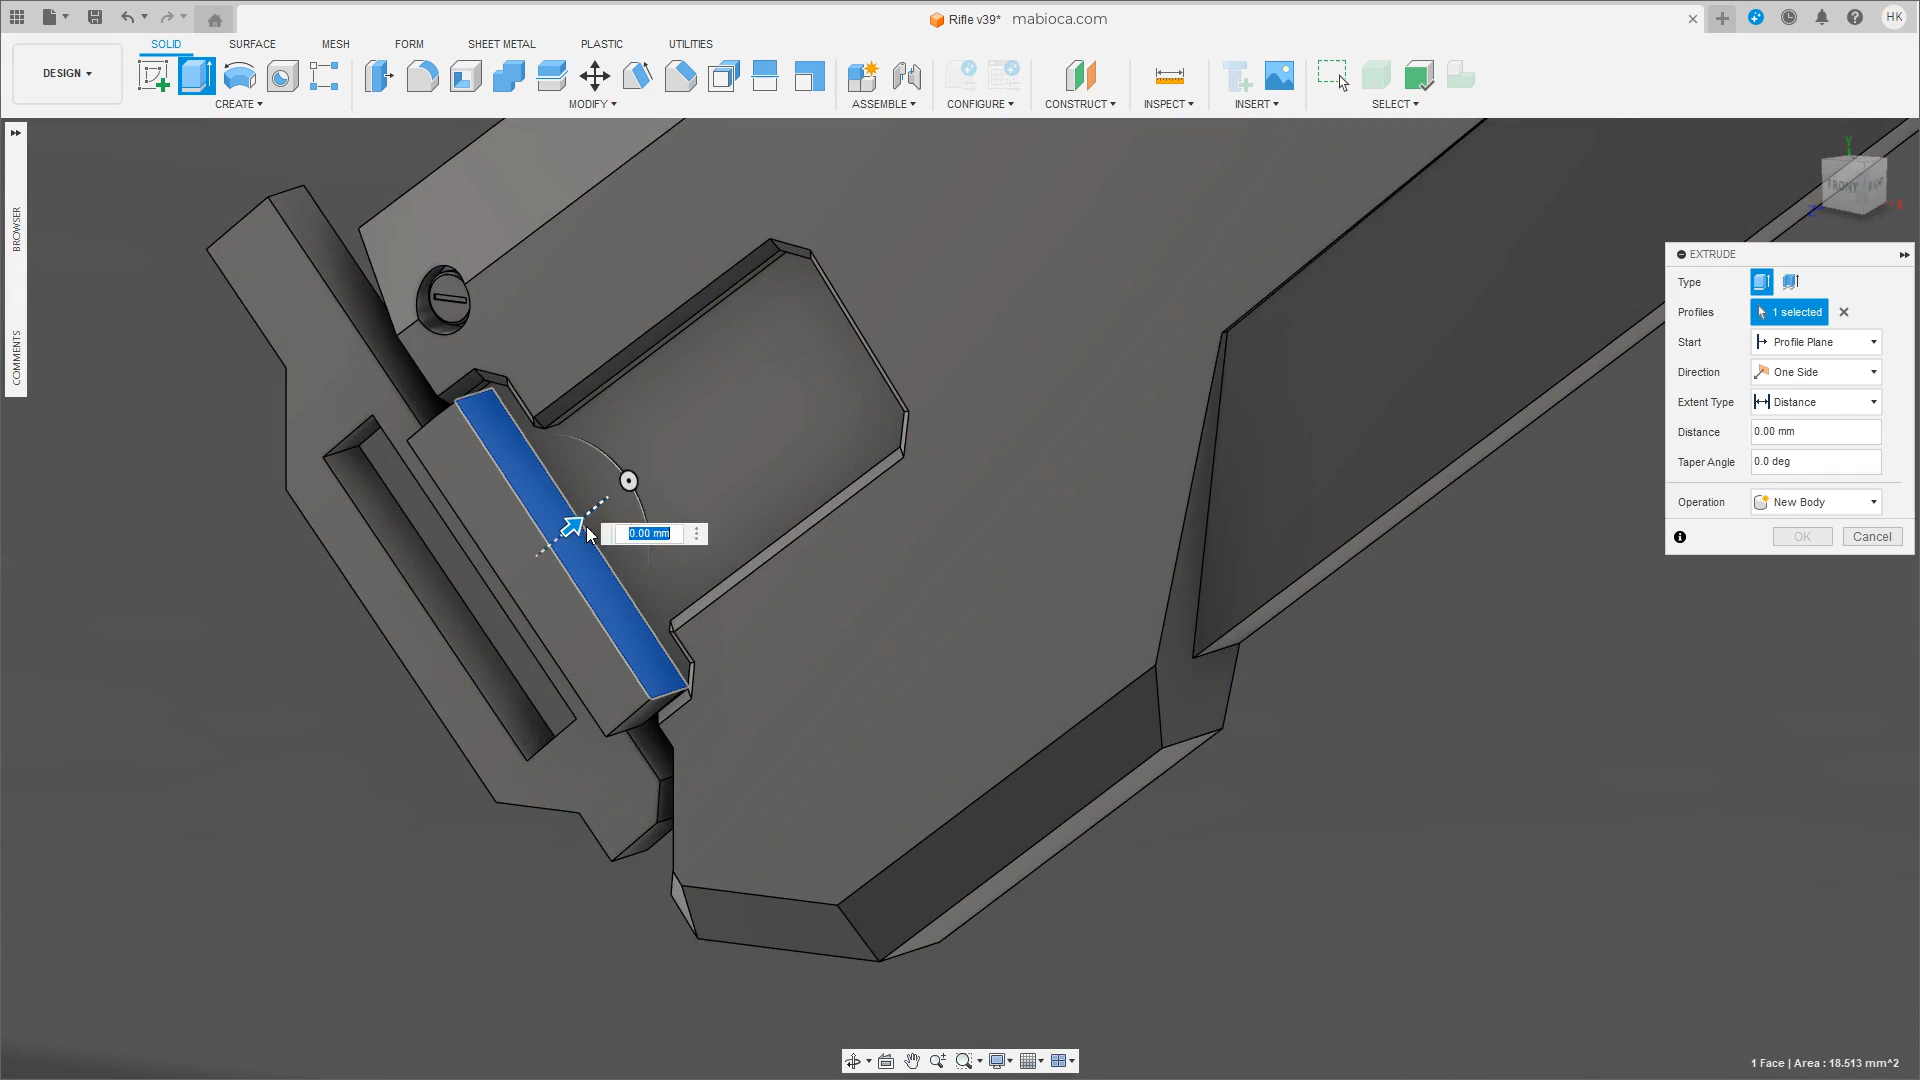 Rifle v39* mabioca.com
HK
DESIGN
SOLID SURFACE MESH FORM SHEET METAL PLASTIC UTILITIES
CREATE MODIFY ASSEMBLE CONFIGURE CONSTRUCT INSPECT INSERT SELECT
BROWSER
COMMENTS
Y
FRONT
Z
X
EXTRUDE
Type
Profiles 1 selected
Start Profile Plane
Direction One Side
Extent Type Distance
Distance 0.00 mm
Taper Angle 0.0 deg
Operation New Body
OK Cancel
0.00 mm
1 Face | Area : 18.513 mm^2